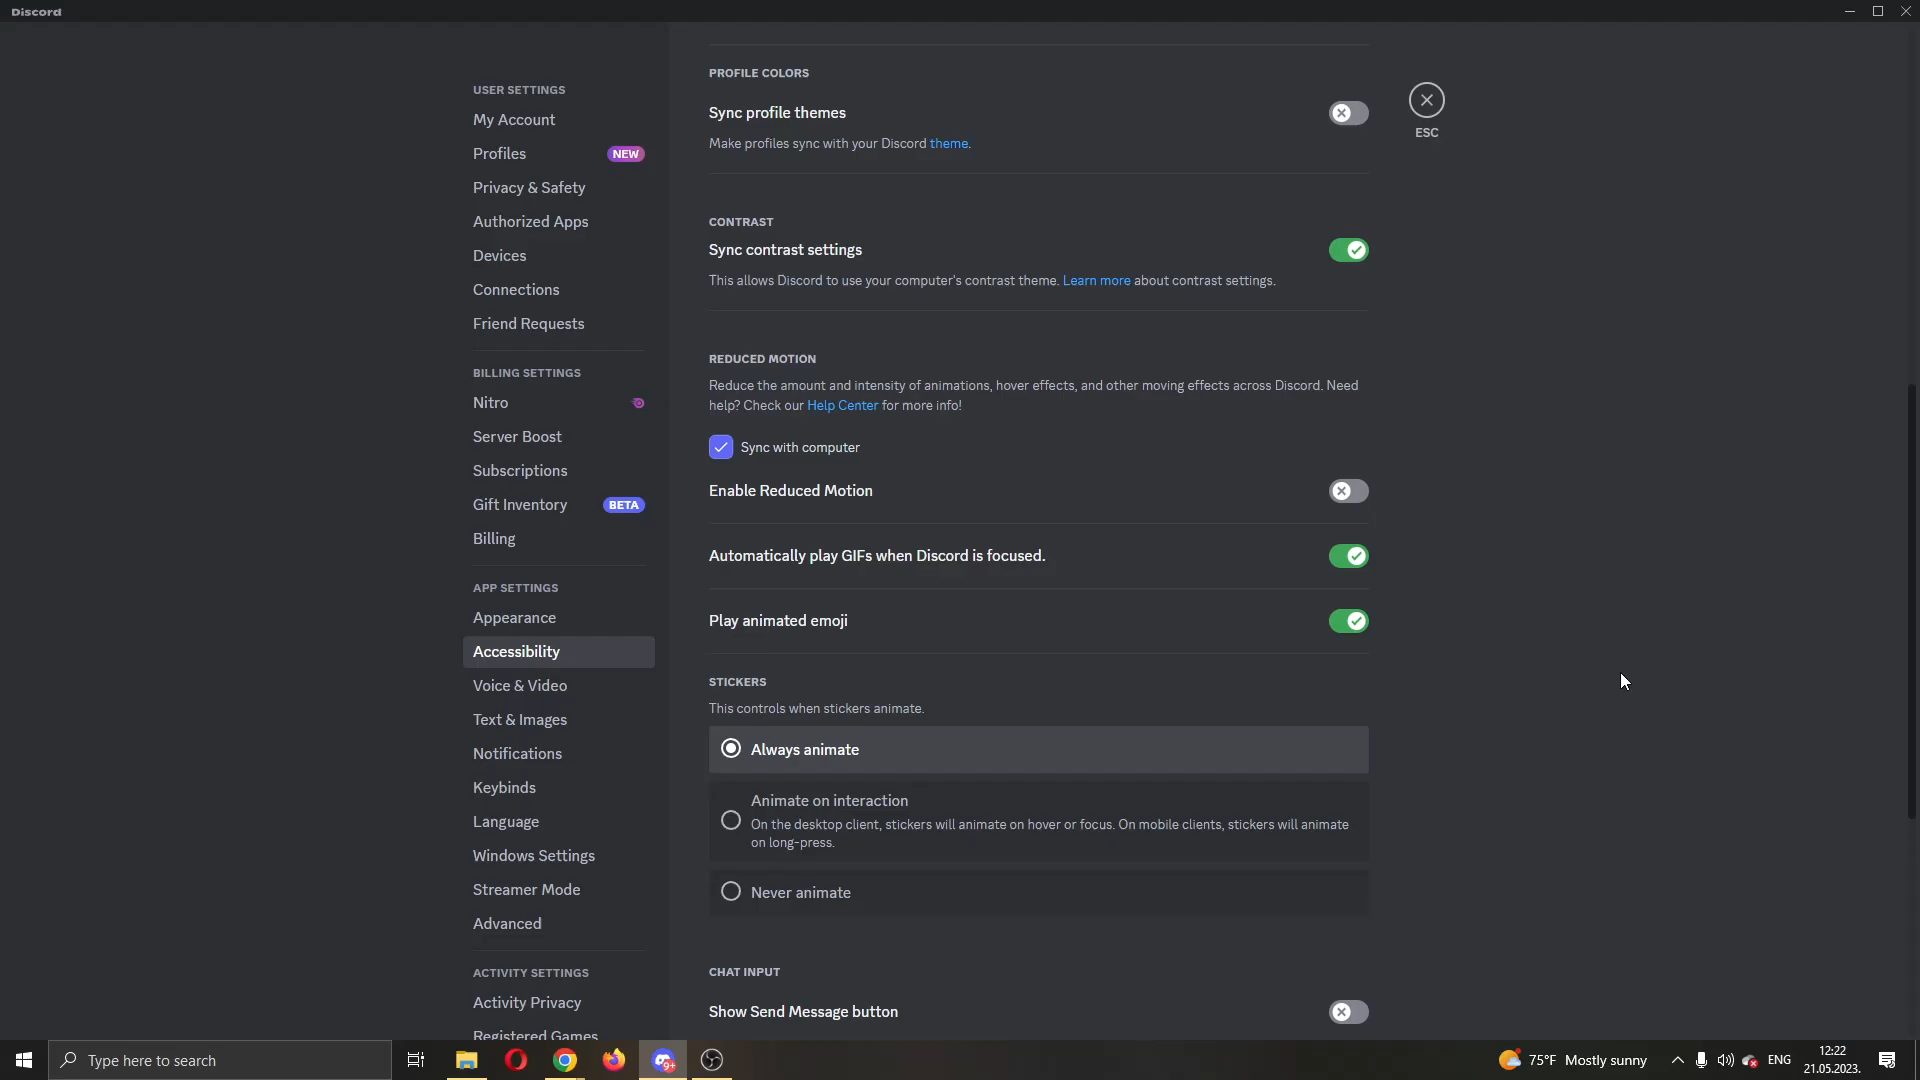 Discord
USER SETTINGS
My Account
Profiles NEW
Privacy & Safety
Authorized Apps
Devices
Connections
Friend Requests
BILLING SETTINGS
Nitro
Server Boost
Subscriptions
Gift Inventory BETA
Billing
APP SETTINGS
Appearance
Accessibility
Voice & Video
Text & Images
Notifications
Keybinds
Language
Windows Settings
Streamer Mode
Advanced
ACTIVITY SETTINGS
Activity Privacy
Registered Games
PROFILE COLORS
Sync profile themes
Make profiles sync with your Discord theme.
CONTRAST
Sync contrast settings
This allows Discord to use your computer's contrast theme. Learn more about contrast settings.
REDUCED MOTION
Reduce the amount and intensity of animations, hover effects, and other moving effects across Discord. Need
help? Check our Help Center for more info!
Sync with computer
Enable Reduced Motion
Automatically play GIFs when Discord is focused.
Play animated emoji
STICKERS
This controls when stickers animate.
Always animate
Animate on interaction
On the desktop client, stickers will animate on hover or focus. On mobile clients, stickers will animate
on long-press.
Never animate
CHAT INPUT
Show Send Message button
ESC
Type here to search
9+
75°F Mostly sunny
ENG
12:22
21.05.2023.